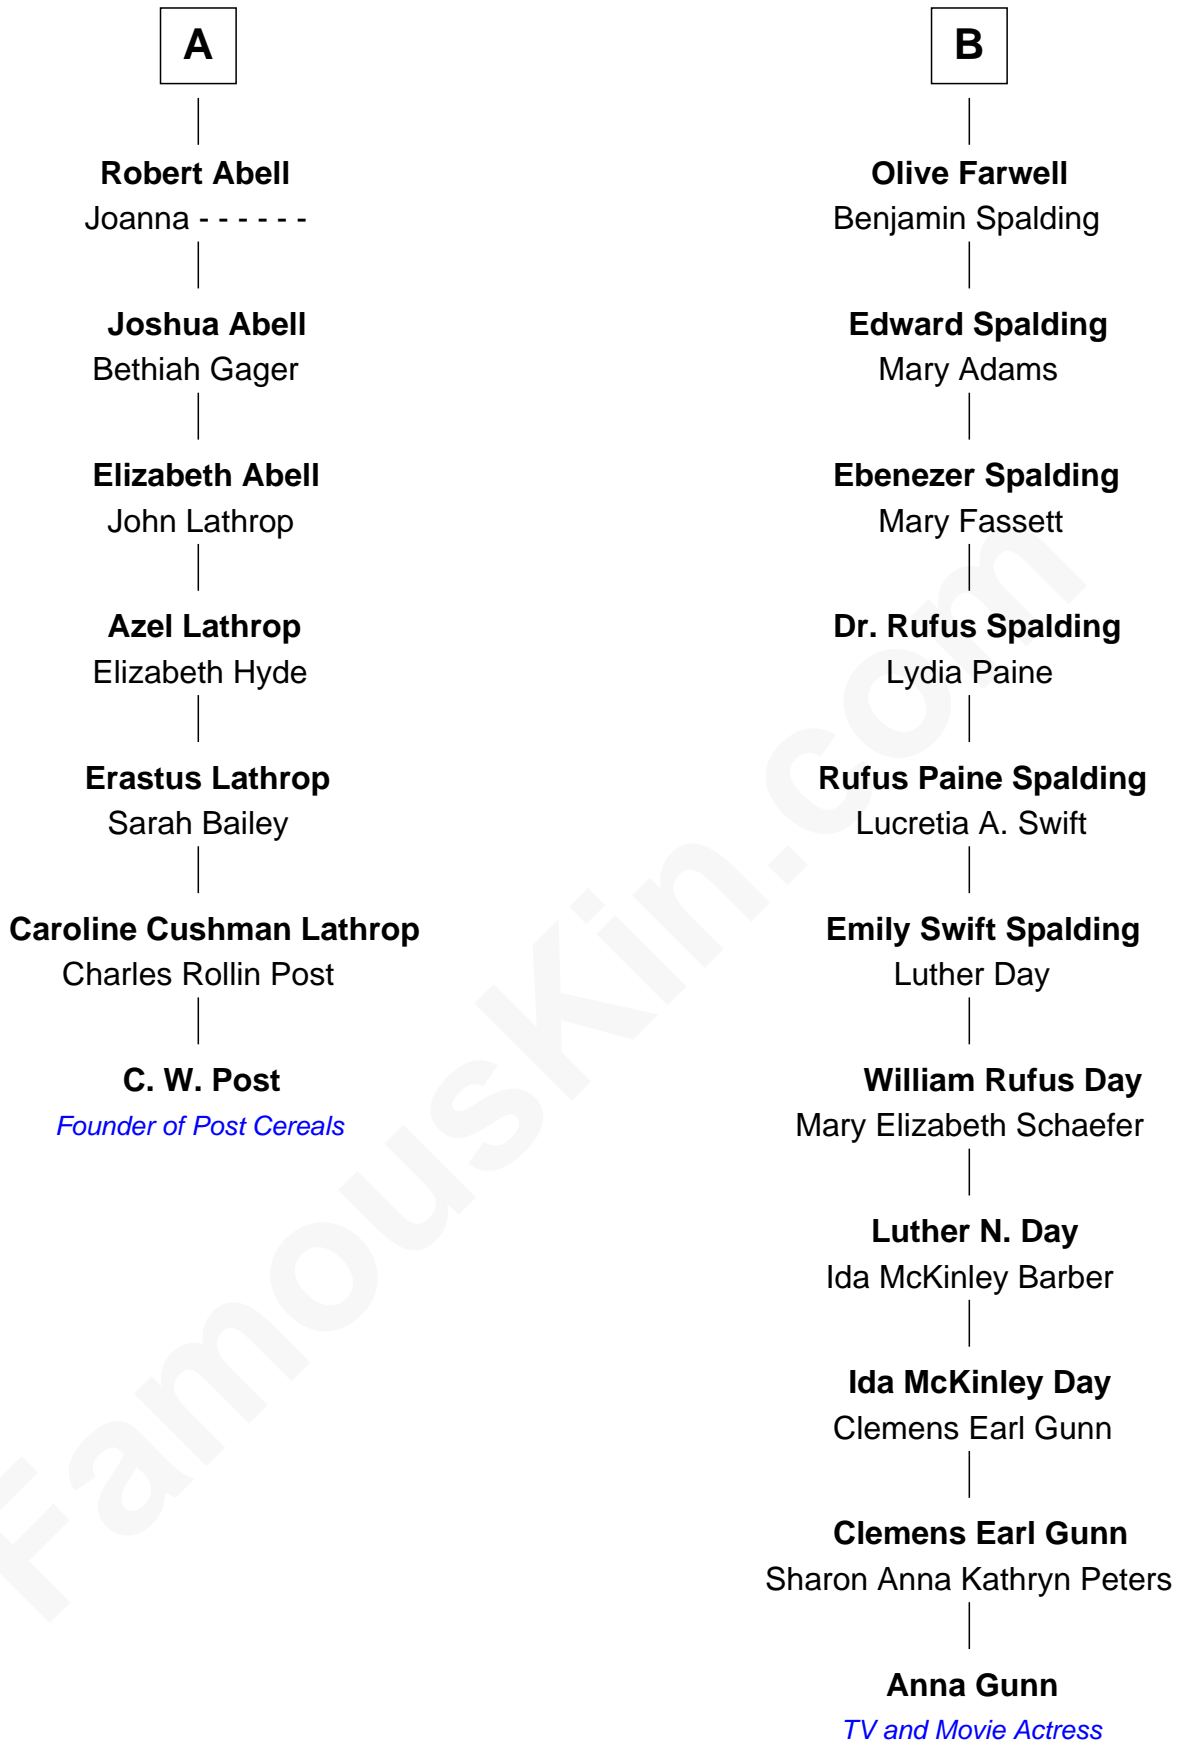 A
Robert Abell
Joanna - - - - - -
Joshua Abell
Bethiah Gager
Elizabeth Abell
John Lathrop
Azel Lathrop
Elizabeth Hyde
Erastus Lathrop
Sarah Bailey
Caroline Cushman Lathrop
Charles Rollin Post
C. W. Post
Founder of Post Cereals
B
Olive Farwell
Benjamin Spalding
Edward Spalding
Mary Adams
Ebenezer Spalding
Mary Fassett
Dr. Rufus Spalding
Lydia Paine
Rufus Paine Spalding
Lucretia A. Swift
Emily Swift Spalding
Luther Day
William Rufus Day
Mary Elizabeth Schaefer
Luther N. Day
Ida McKinley Barber
Ida McKinley Day
Clemens Earl Gunn
Clemens Earl Gunn
Sharon Anna Kathryn Peters
Anna Gunn
TV and Movie Actress
FamousKin.com